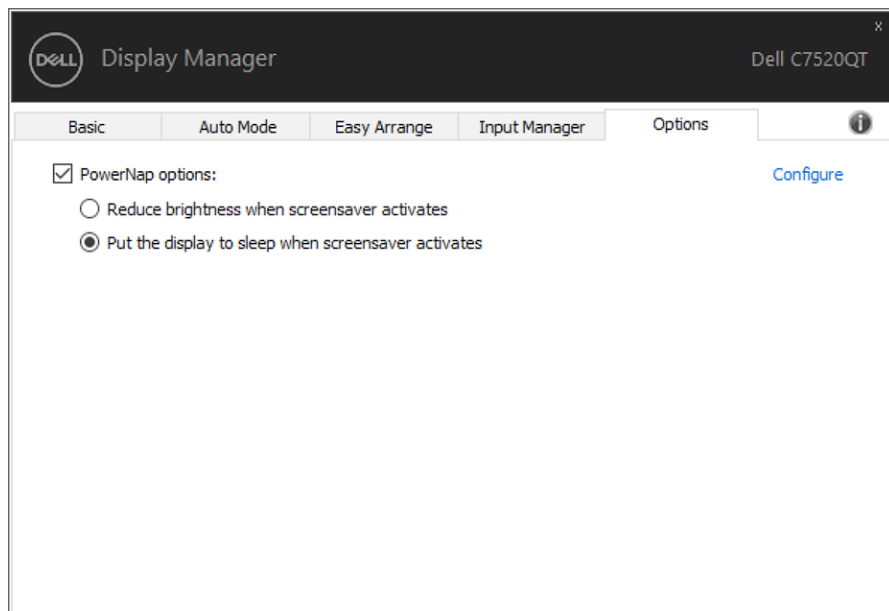 x
DELL Display Manager Dell C7520QT
Basic Auto Mode Easy Arrange Input Manager Options i
PowerNap options: Configure
Reduce brightness when screensaver activates
Put the display to sleep when screensaver activates